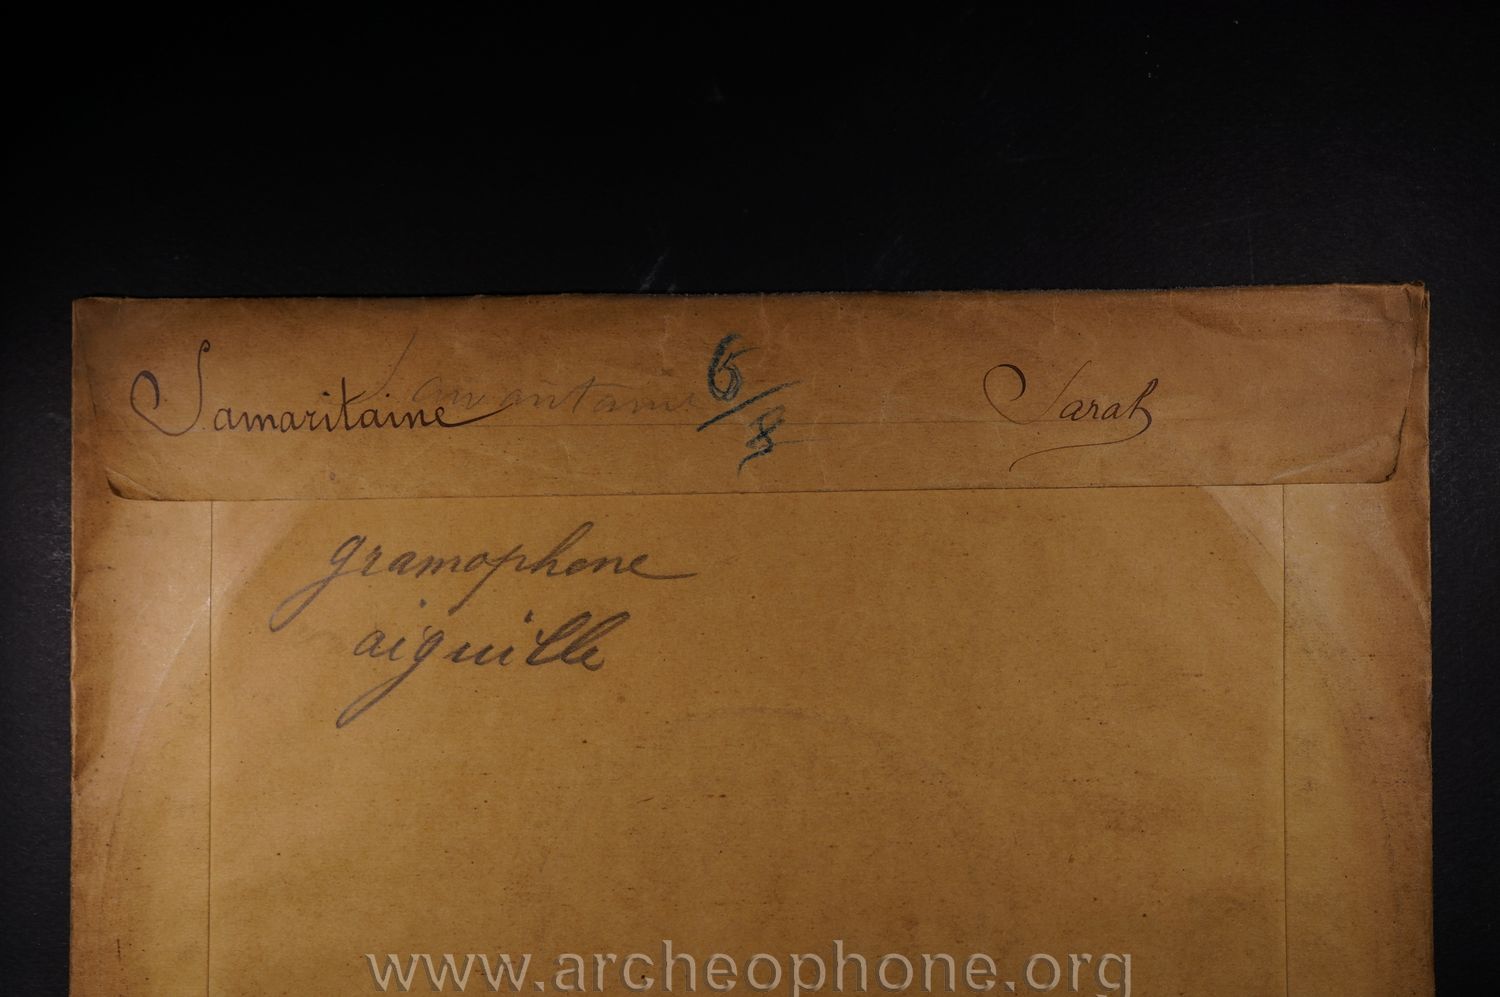 Samaritaine 6/8 Sarah
gramophone
aiguille
www.archeophone.org